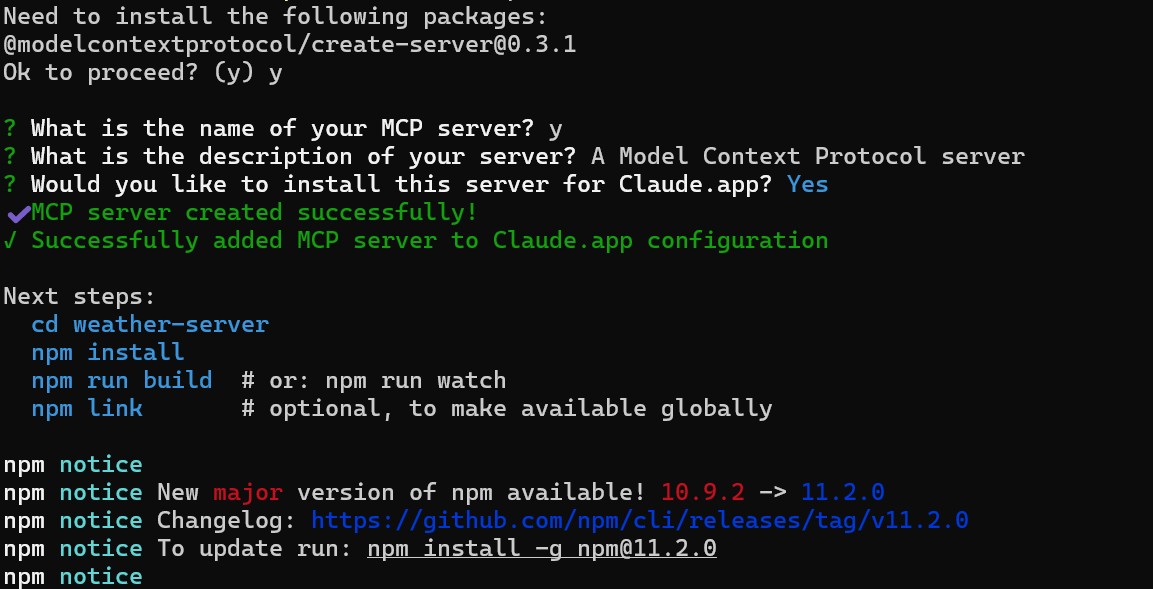 Need to install the following packages:
@modelcontextprotocol/create-server@0.3.1
Ok to proceed? (y) y
? What is the name of your MCP server? y
? What is the description of your server? A Model Context Protocol server
? Would you like to install this server for Claude.app? Yes
✔MCP server created successfully!
√ Successfully added MCP server to Claude.app configuration
Next steps:
cd weather-server
npm install
npm run build  # or: npm run watch
npm link       # optional, to make available globally
npm notice
npm notice New major version of npm available! 10.9.2 -> 11.2.0
npm notice Changelog: https://github.com/npm/cli/releases/tag/v11.2.0
npm notice To update run: npm install -g npm@11.2.0
npm notice